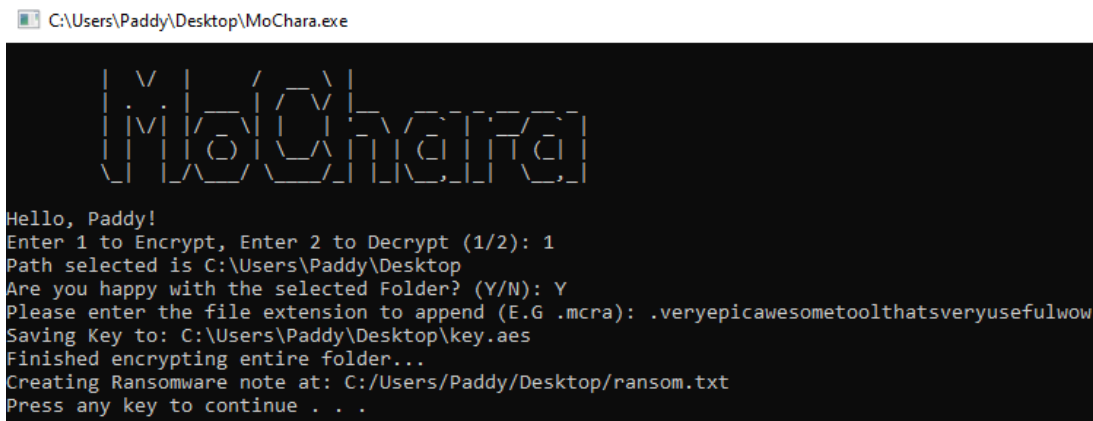 C:\Users\Paddy\Desktop\MoChara.exe
MoChara
Hello, Paddy!
Enter 1 to Encrypt, Enter 2 to Decrypt (1/2): 1
Path selected is C:\Users\Paddy\Desktop
Are you happy with the selected Folder? (Y/N): Y
Please enter the file extension to append (E.G .mcra): .veryepicawesometoolthatsveryusefulwow
Saving Key to: C:\Users\Paddy\Desktop\key.aes
Finished encrypting entire folder...
Creating Ransomware note at: C:/Users/Paddy/Desktop/ransom.txt
Press any key to continue . . .